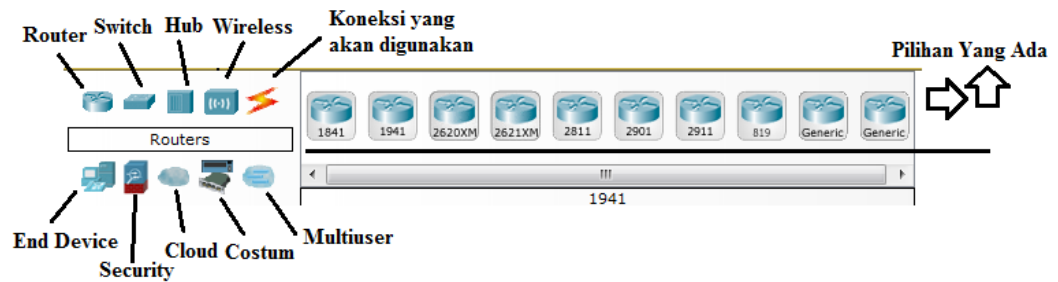 Router Switch Hub Wireless Koneksi yang
akan digunakan
Pilihan Yang Ada
1841 1941 2620XM 2621XM 2811 2901 2911 819 Generic Generic
Routers
1941
End Device Security Cloud Costum Multiuser